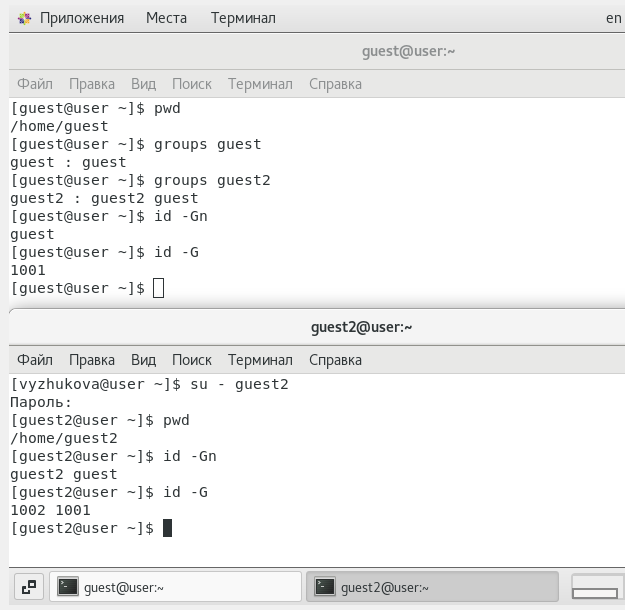 Приложения Места Терминал en
guest@user:~
Файл Правка Вид Поиск Терминал Справка
[guest@user ~]$ pwd
/home/guest
[guest@user ~]$ groups guest
guest : guest
[guest@user ~]$ groups guest2
guest2 : guest2 guest
[guest@user ~]$ id -Gn
guest
[guest@user ~]$ id -G
1001
[guest@user ~]$
guest2@user:~
Файл Правка Вид Поиск Терминал Справка
[vyzhukova@user ~]$ su - guest2
Пароль:
[guest2@user ~]$ pwd
/home/guest2
[guest2@user ~]$ id -Gn
guest2 guest
[guest2@user ~]$ id -G
1002 1001
[guest2@user ~]$
guest@user:~ guest2@user:~